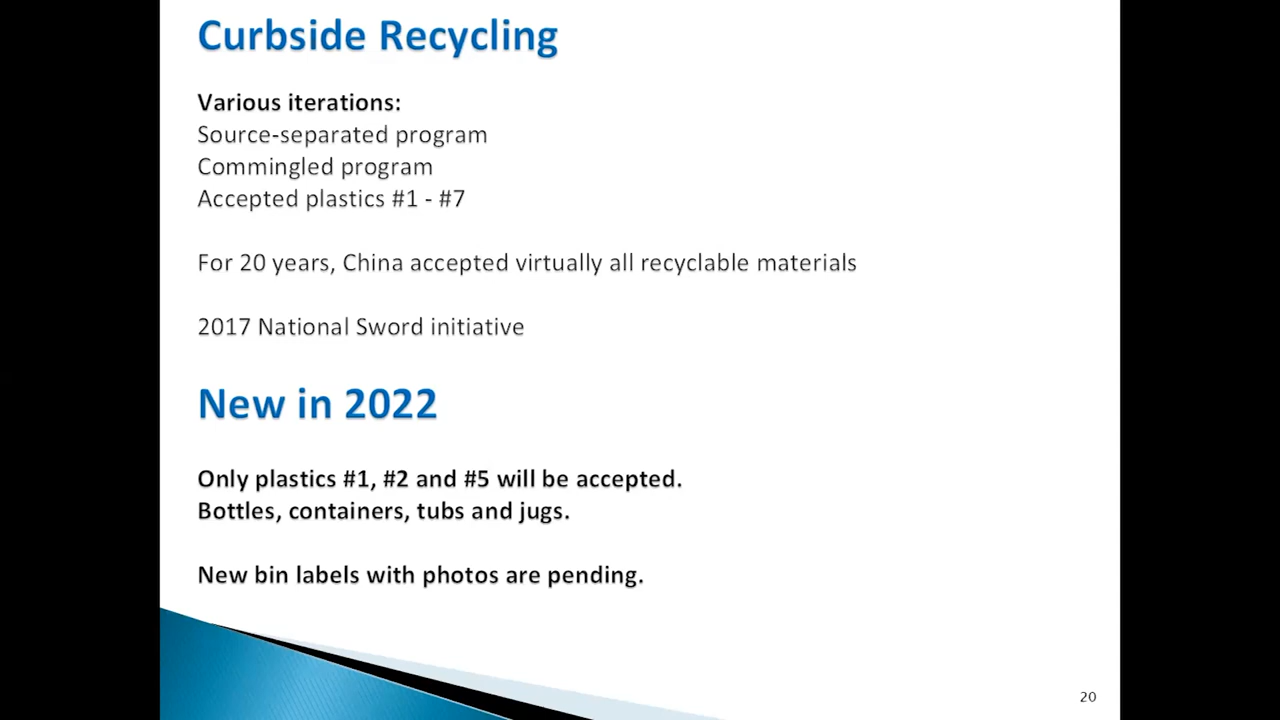 Curbside Recycling
Various iterations:
Source-separated program
Commingled program
Accepted plastics #1 - #7
For 20 years, China accepted virtually all recyclable materials
2017 National Sword initiative
New in 2022
Only plastics #1, #2 and #5 will be accepted.
Bottles, containers, tubs and jugs.
New bin labels with photos are pending.
20